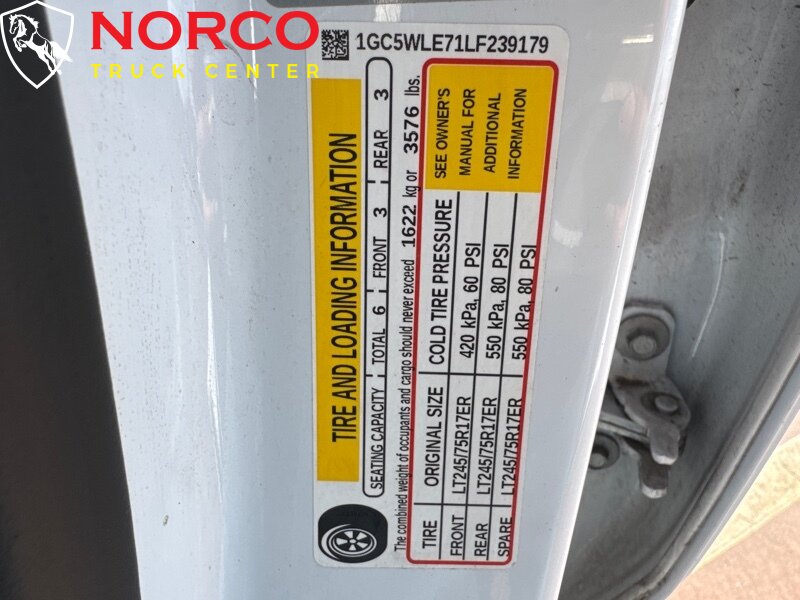 NORCO
TRUCK CENTER
1GC5WLE71LF239179
TIRE AND LOADING INFORMATION
SEATING CAPACITY TOTAL 6 FRONT 3 REAR 3
The combined weight of occupants and cargo should never exceed 1622 kg or 3576 lbs.
TIRE ORIGINAL SIZE COLD TIRE PRESSURE
FRONT LT245/75R17ER 420 kPa, 60 PSI
REAR LT245/75R17ER 550 kPa, 80 PSI
SPARE LT245/75R17ER 550 kPa, 80 PSI
SEE OWNER'S
MANUAL FOR
ADDITIONAL
INFORMATION